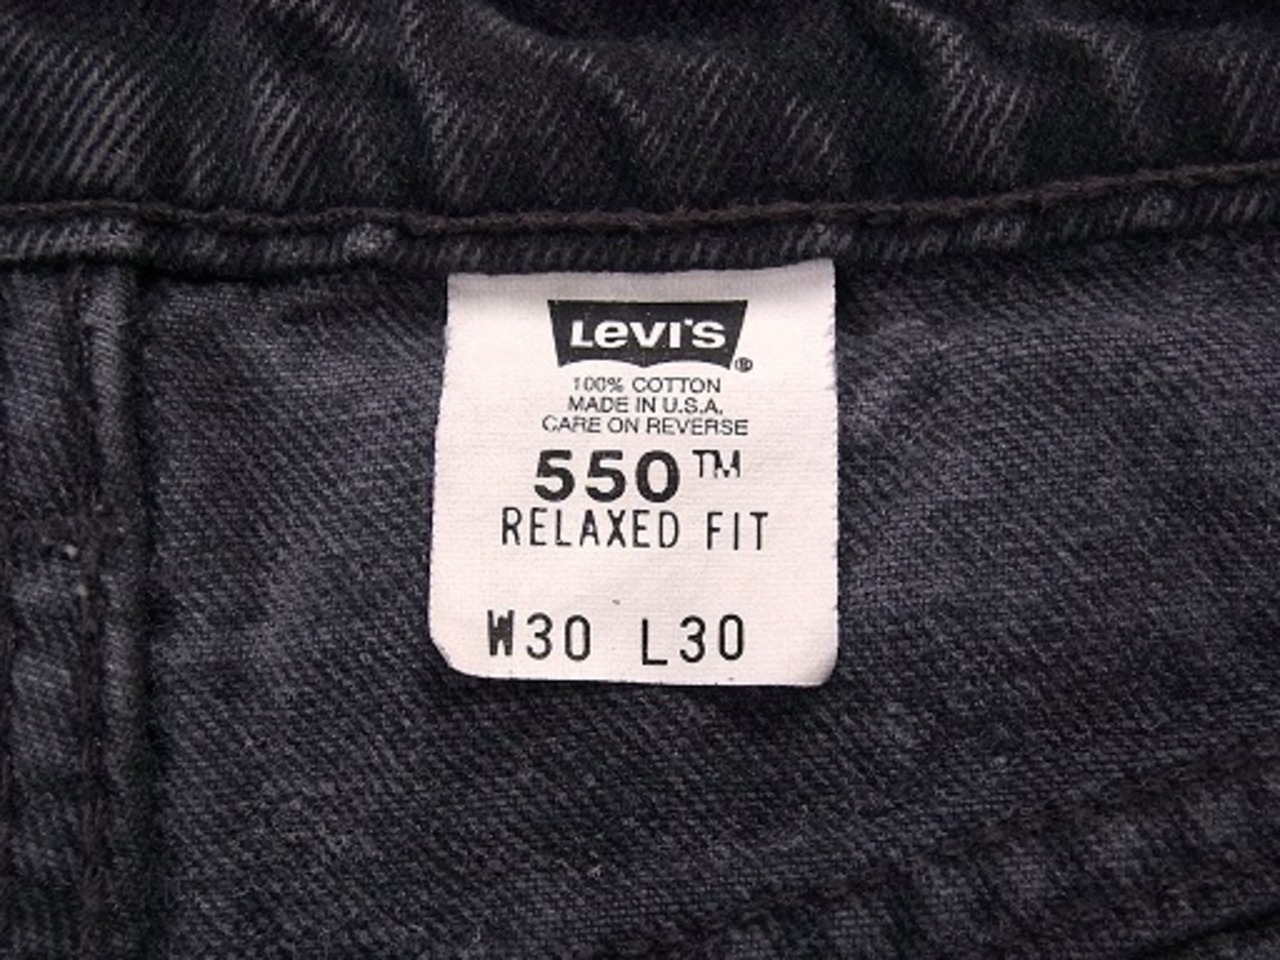 LEVI'S
®
100% COTTON
MADE IN U.S.A.
CARE ON REVERSE
550™
RELAXED FIT
W30 L30